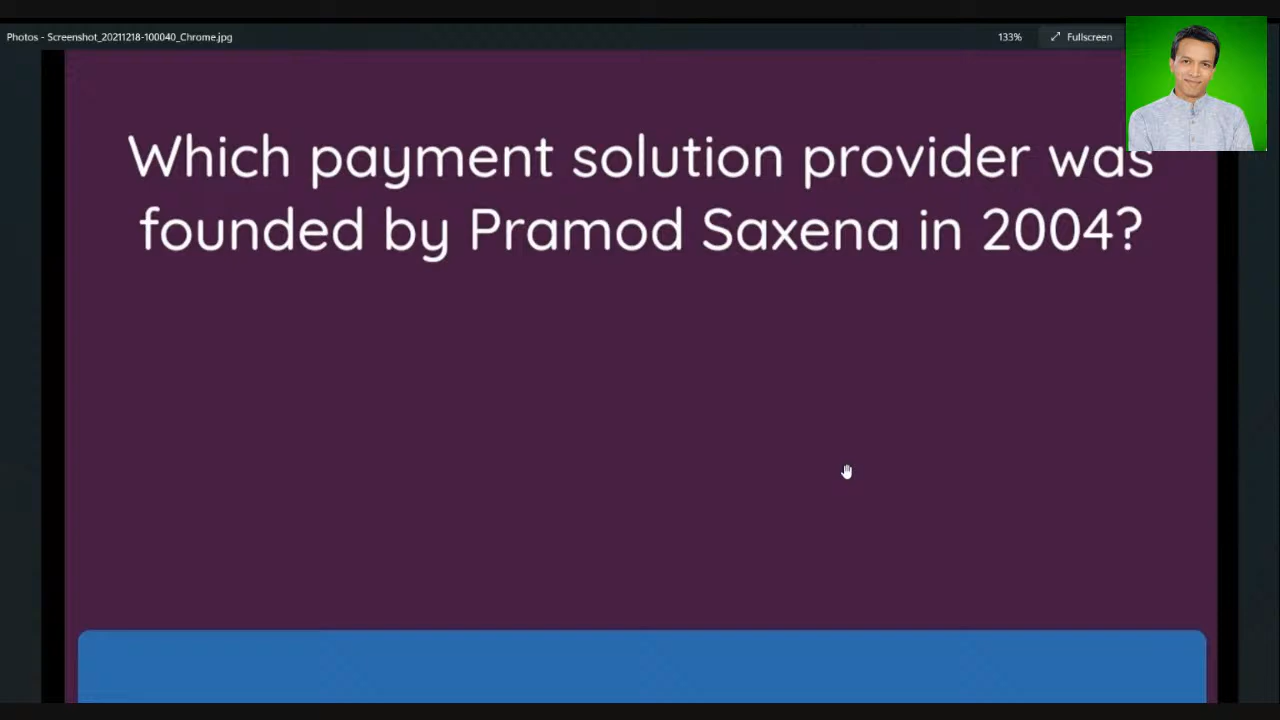 Photos - Screenshot_20211218-100040_Chrome.jpg
133%
Fullscreen
Which payment solution provider was
founded by Pramod Saxena in 2004?